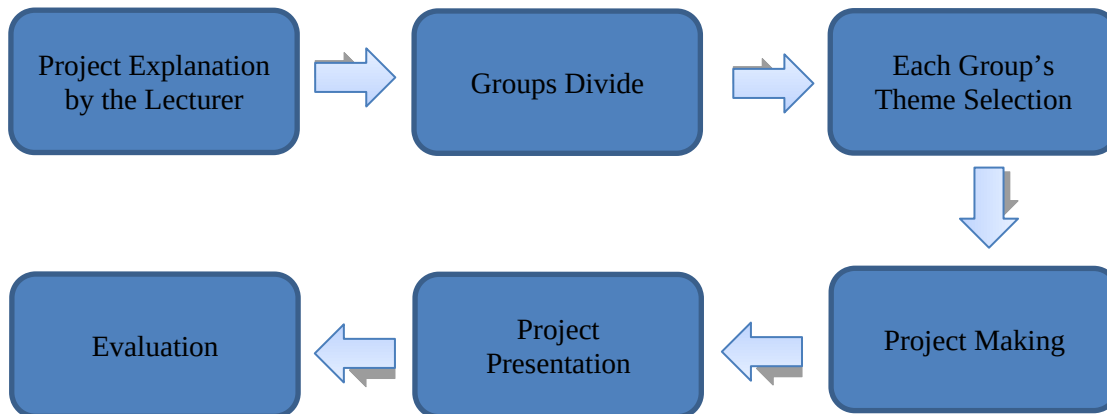 Project Explanation
by the Lecturer
Groups Divide
Each Group’s
Theme Selection
Project Making
Project
Presentation
Evaluation